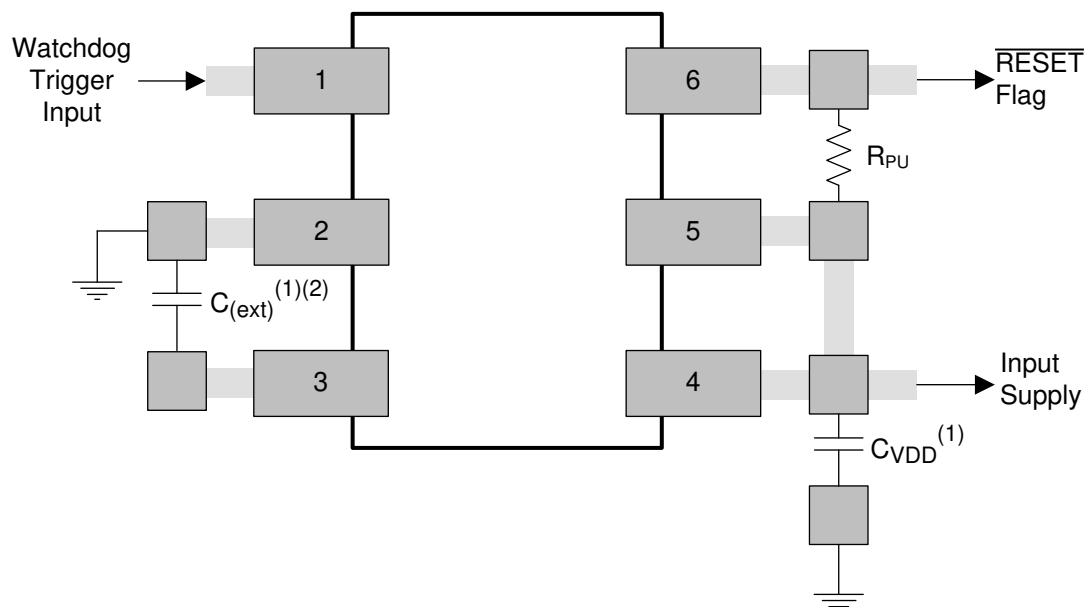 Watchdog
Trigger
Input
1
2
3
C(ext)(1)(2)
6
5
4
RESET
Flag
RPU
Input
Supply
CVDD(1)